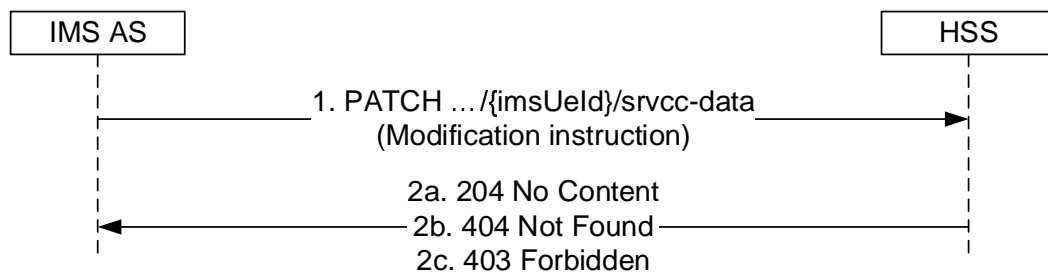 IMS AS
HSS
1. PATCH …/{imsUeId}/srvcc-data
(Modification instruction)
2a. 204 No Content
2b. 404 Not Found
2c. 403 Forbidden